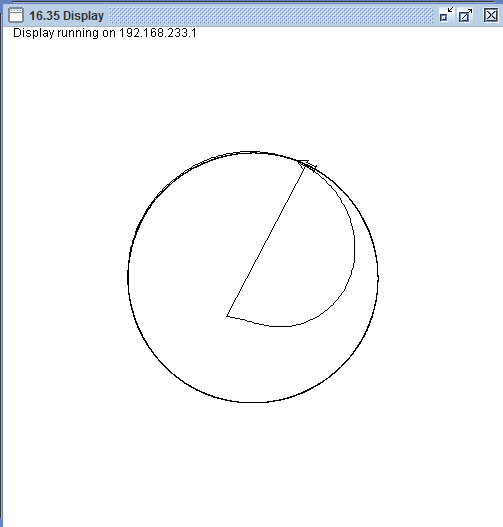 16.35 Display
Display running on 192.168.233.1